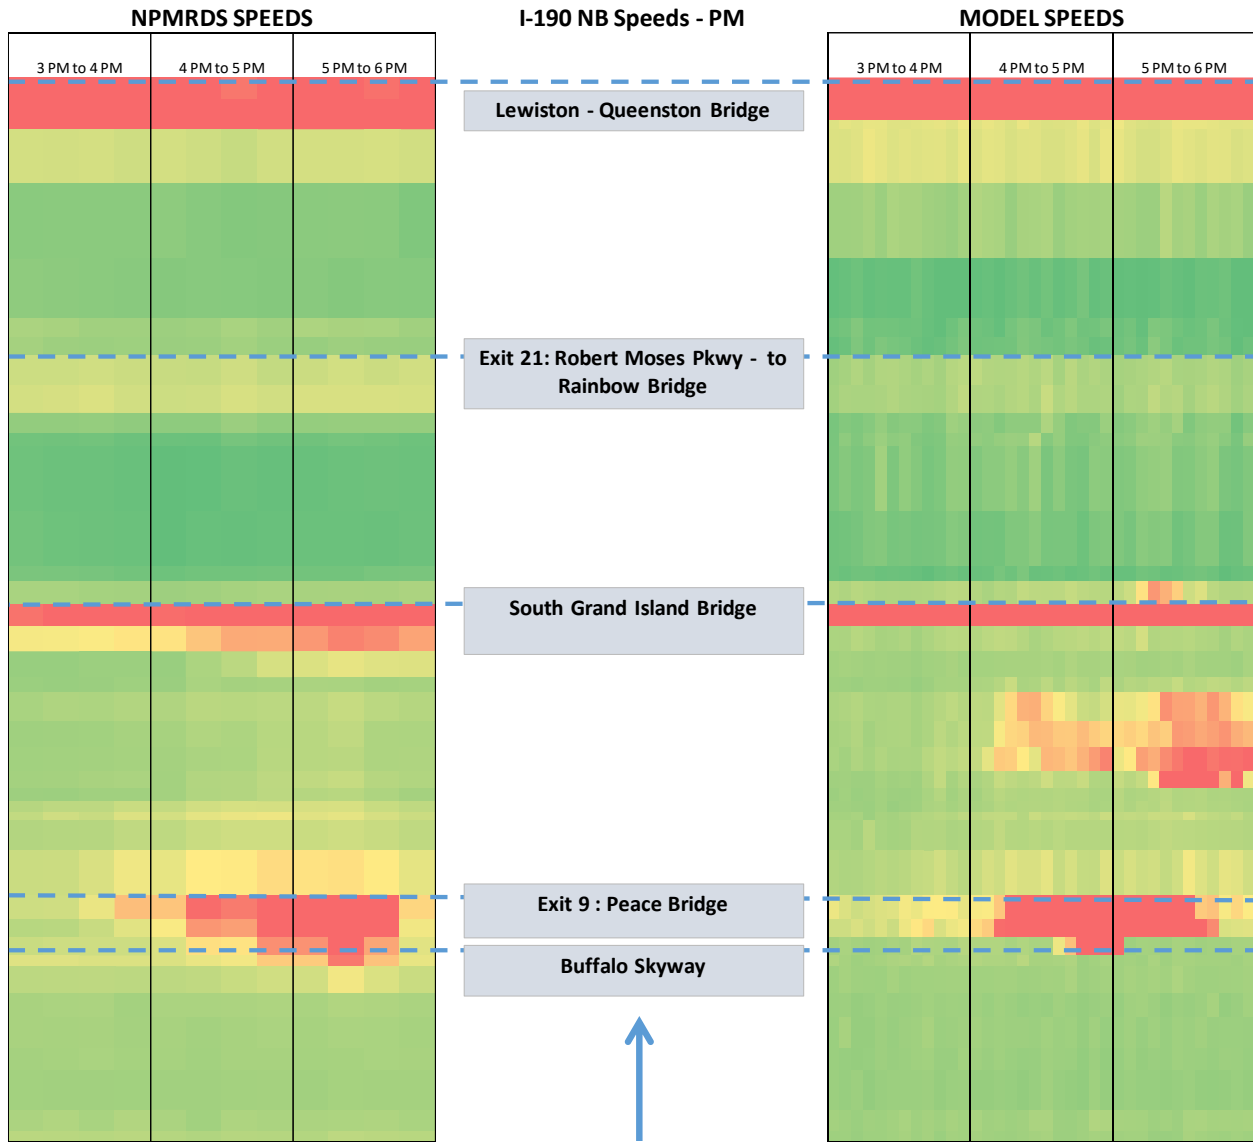 NPMRDS SPEEDS
I-190 NB Speeds - PM
MODEL SPEEDS
3 PM to 4 PM
4 PM to 5 PM
5 PM to 6 PM
3 PM to 4 PM
4 PM to 5 PM
5 PM to 6 PM
Lewiston - Queenston Bridge
Exit 21: Robert Moses Pkwy - to
Rainbow Bridge
South Grand Island Bridge
Exit 9 : Peace Bridge
Buffalo Skyway